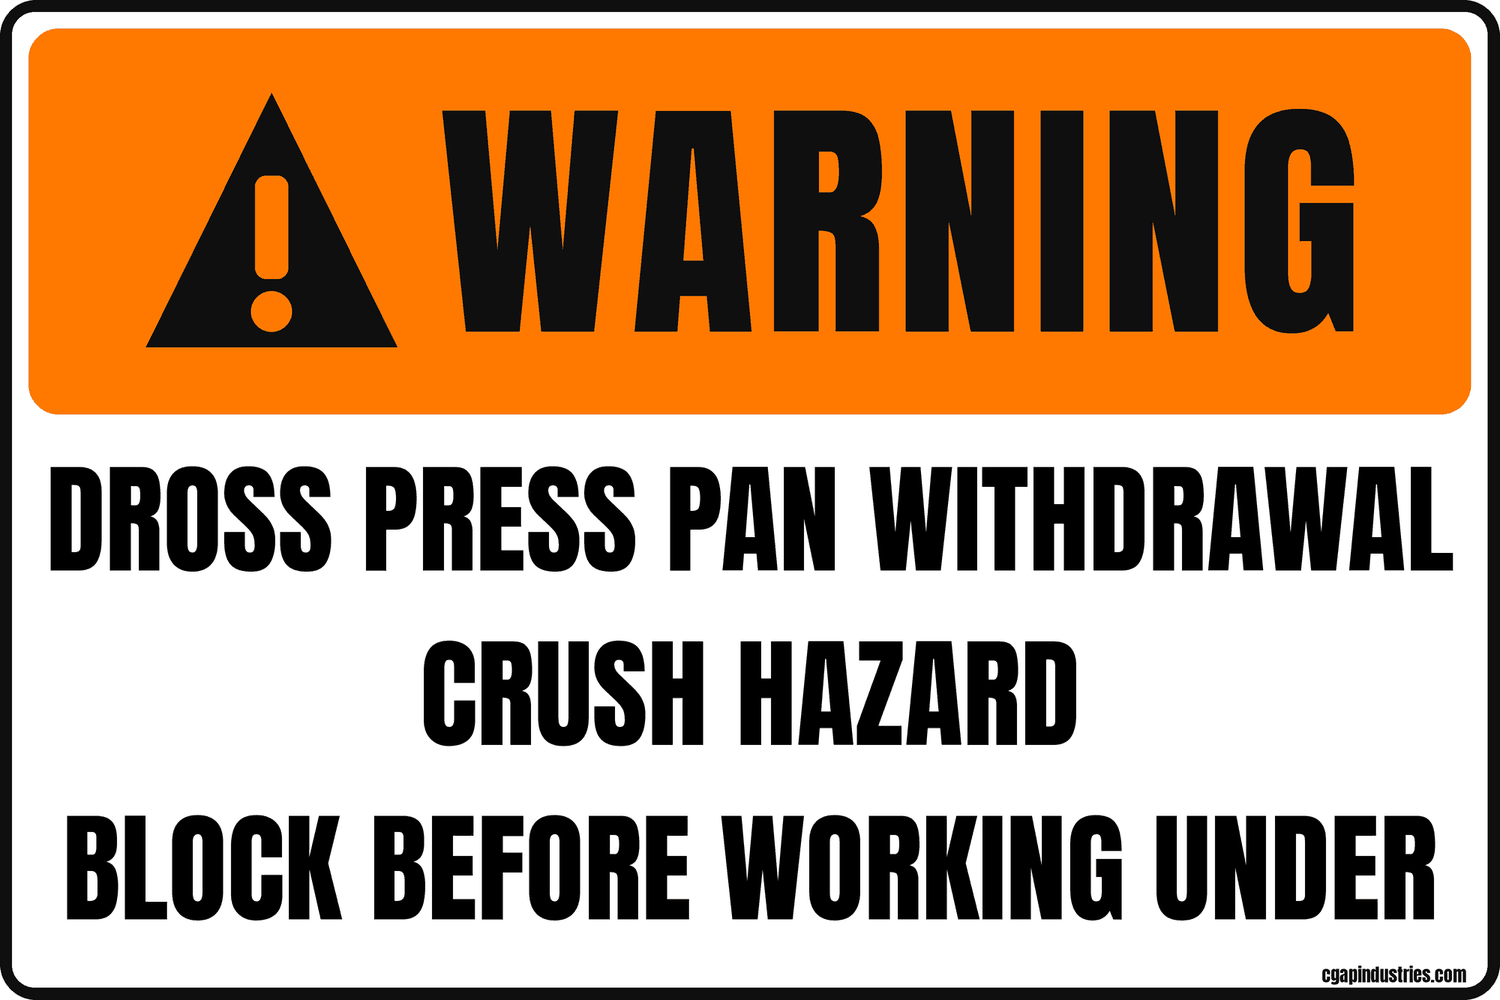 WARNING
DROSS PRESS PAN WITHDRAWAL
CRUSH HAZARD
BLOCK BEFORE WORKING UNDER
cgapindustries.com